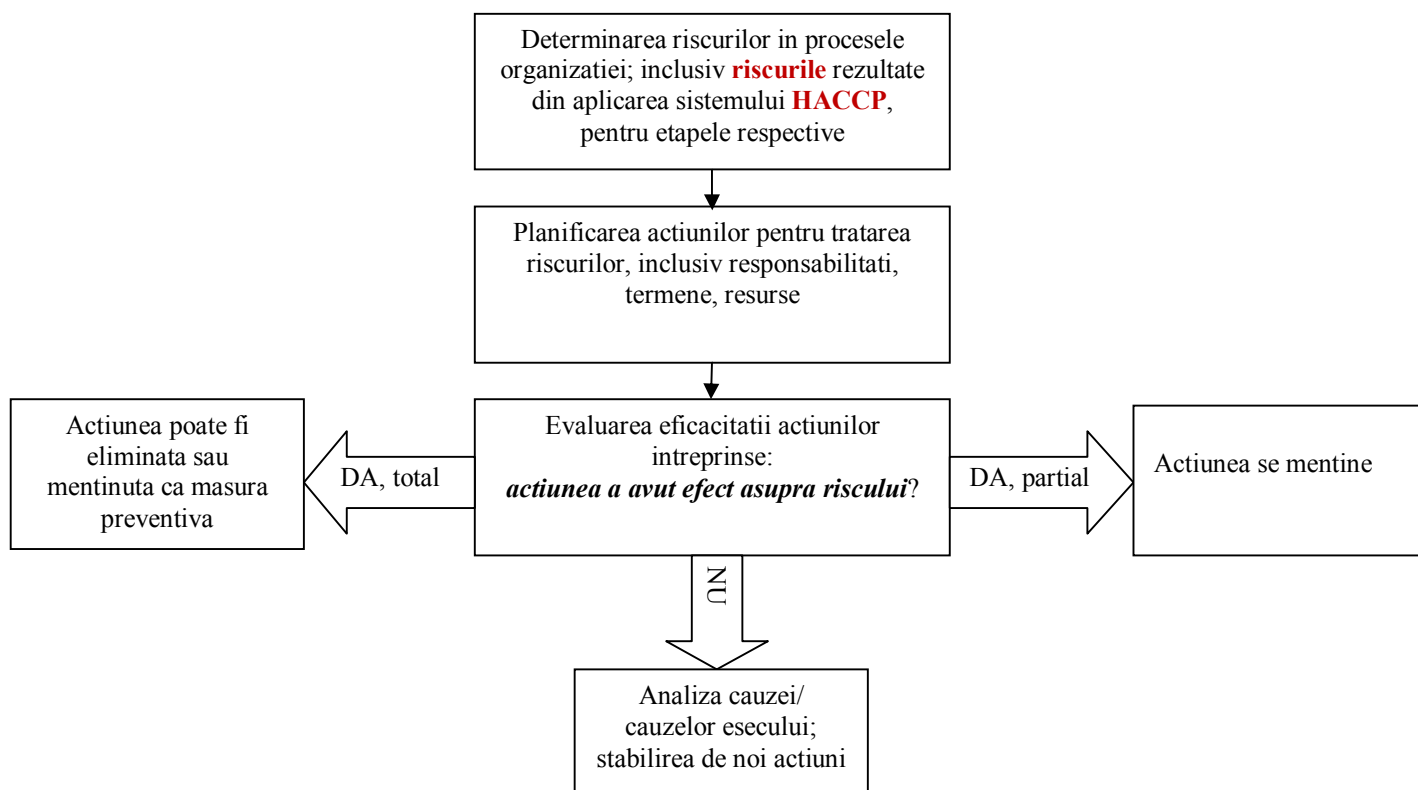 Determinarea riscurilor in procesele
organizatiei; inclusiv riscurile rezultate
din aplicarea sistemului HACCP,
pentru etapele respective
Planificarea actiunilor pentru tratarea
riscurilor, inclusiv responsabilitati,
termene, resurse
Actiunea poate fi
eliminata sau
mentinuta ca masura
preventiva
DA, total
Evaluarea eficacitatii actiunilor
intreprinse:
actiunea a avut efect asupra riscului?
DA, partial
Actiunea se mentine
NU
Analiza cauzei/
cauzelor esecului;
stabilirea de noi actiuni